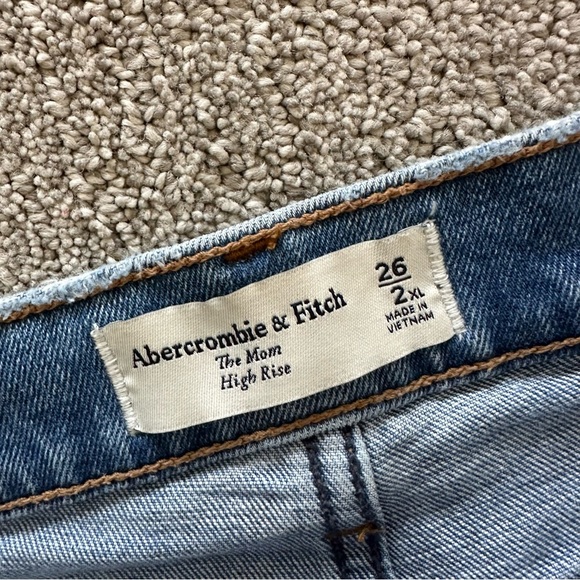 Abercrombie & Fitch
The Mom
High Rise
26
2XL
MADE IN
VIETNAM